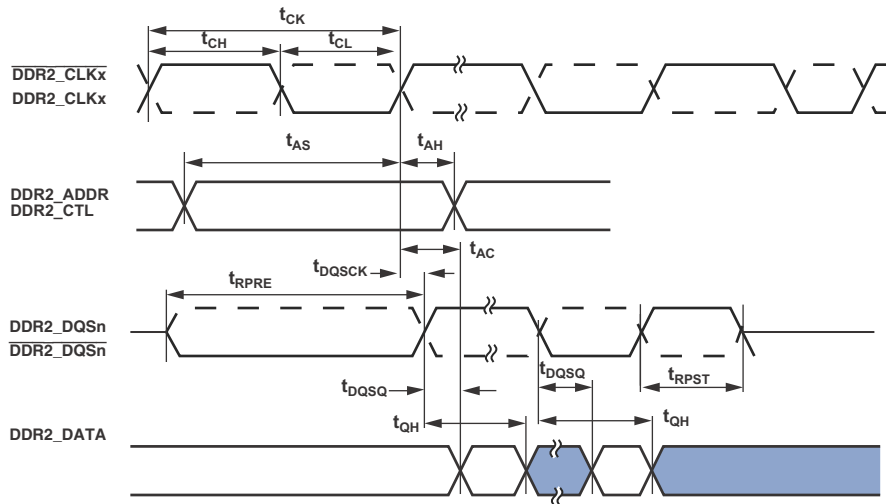 tCK
tCH
tCL
DDR2_CLKx
DDR2_CLKx
tAS
tAH
DDR2_ADDR
DDR2_CTL
tAC
tDQSCK
tRPRE
DDR2_DQSn
DDR2_DQSn
tDQSQ
tDQSQ
tRPST
tQH
tQH
DDR2_DATA